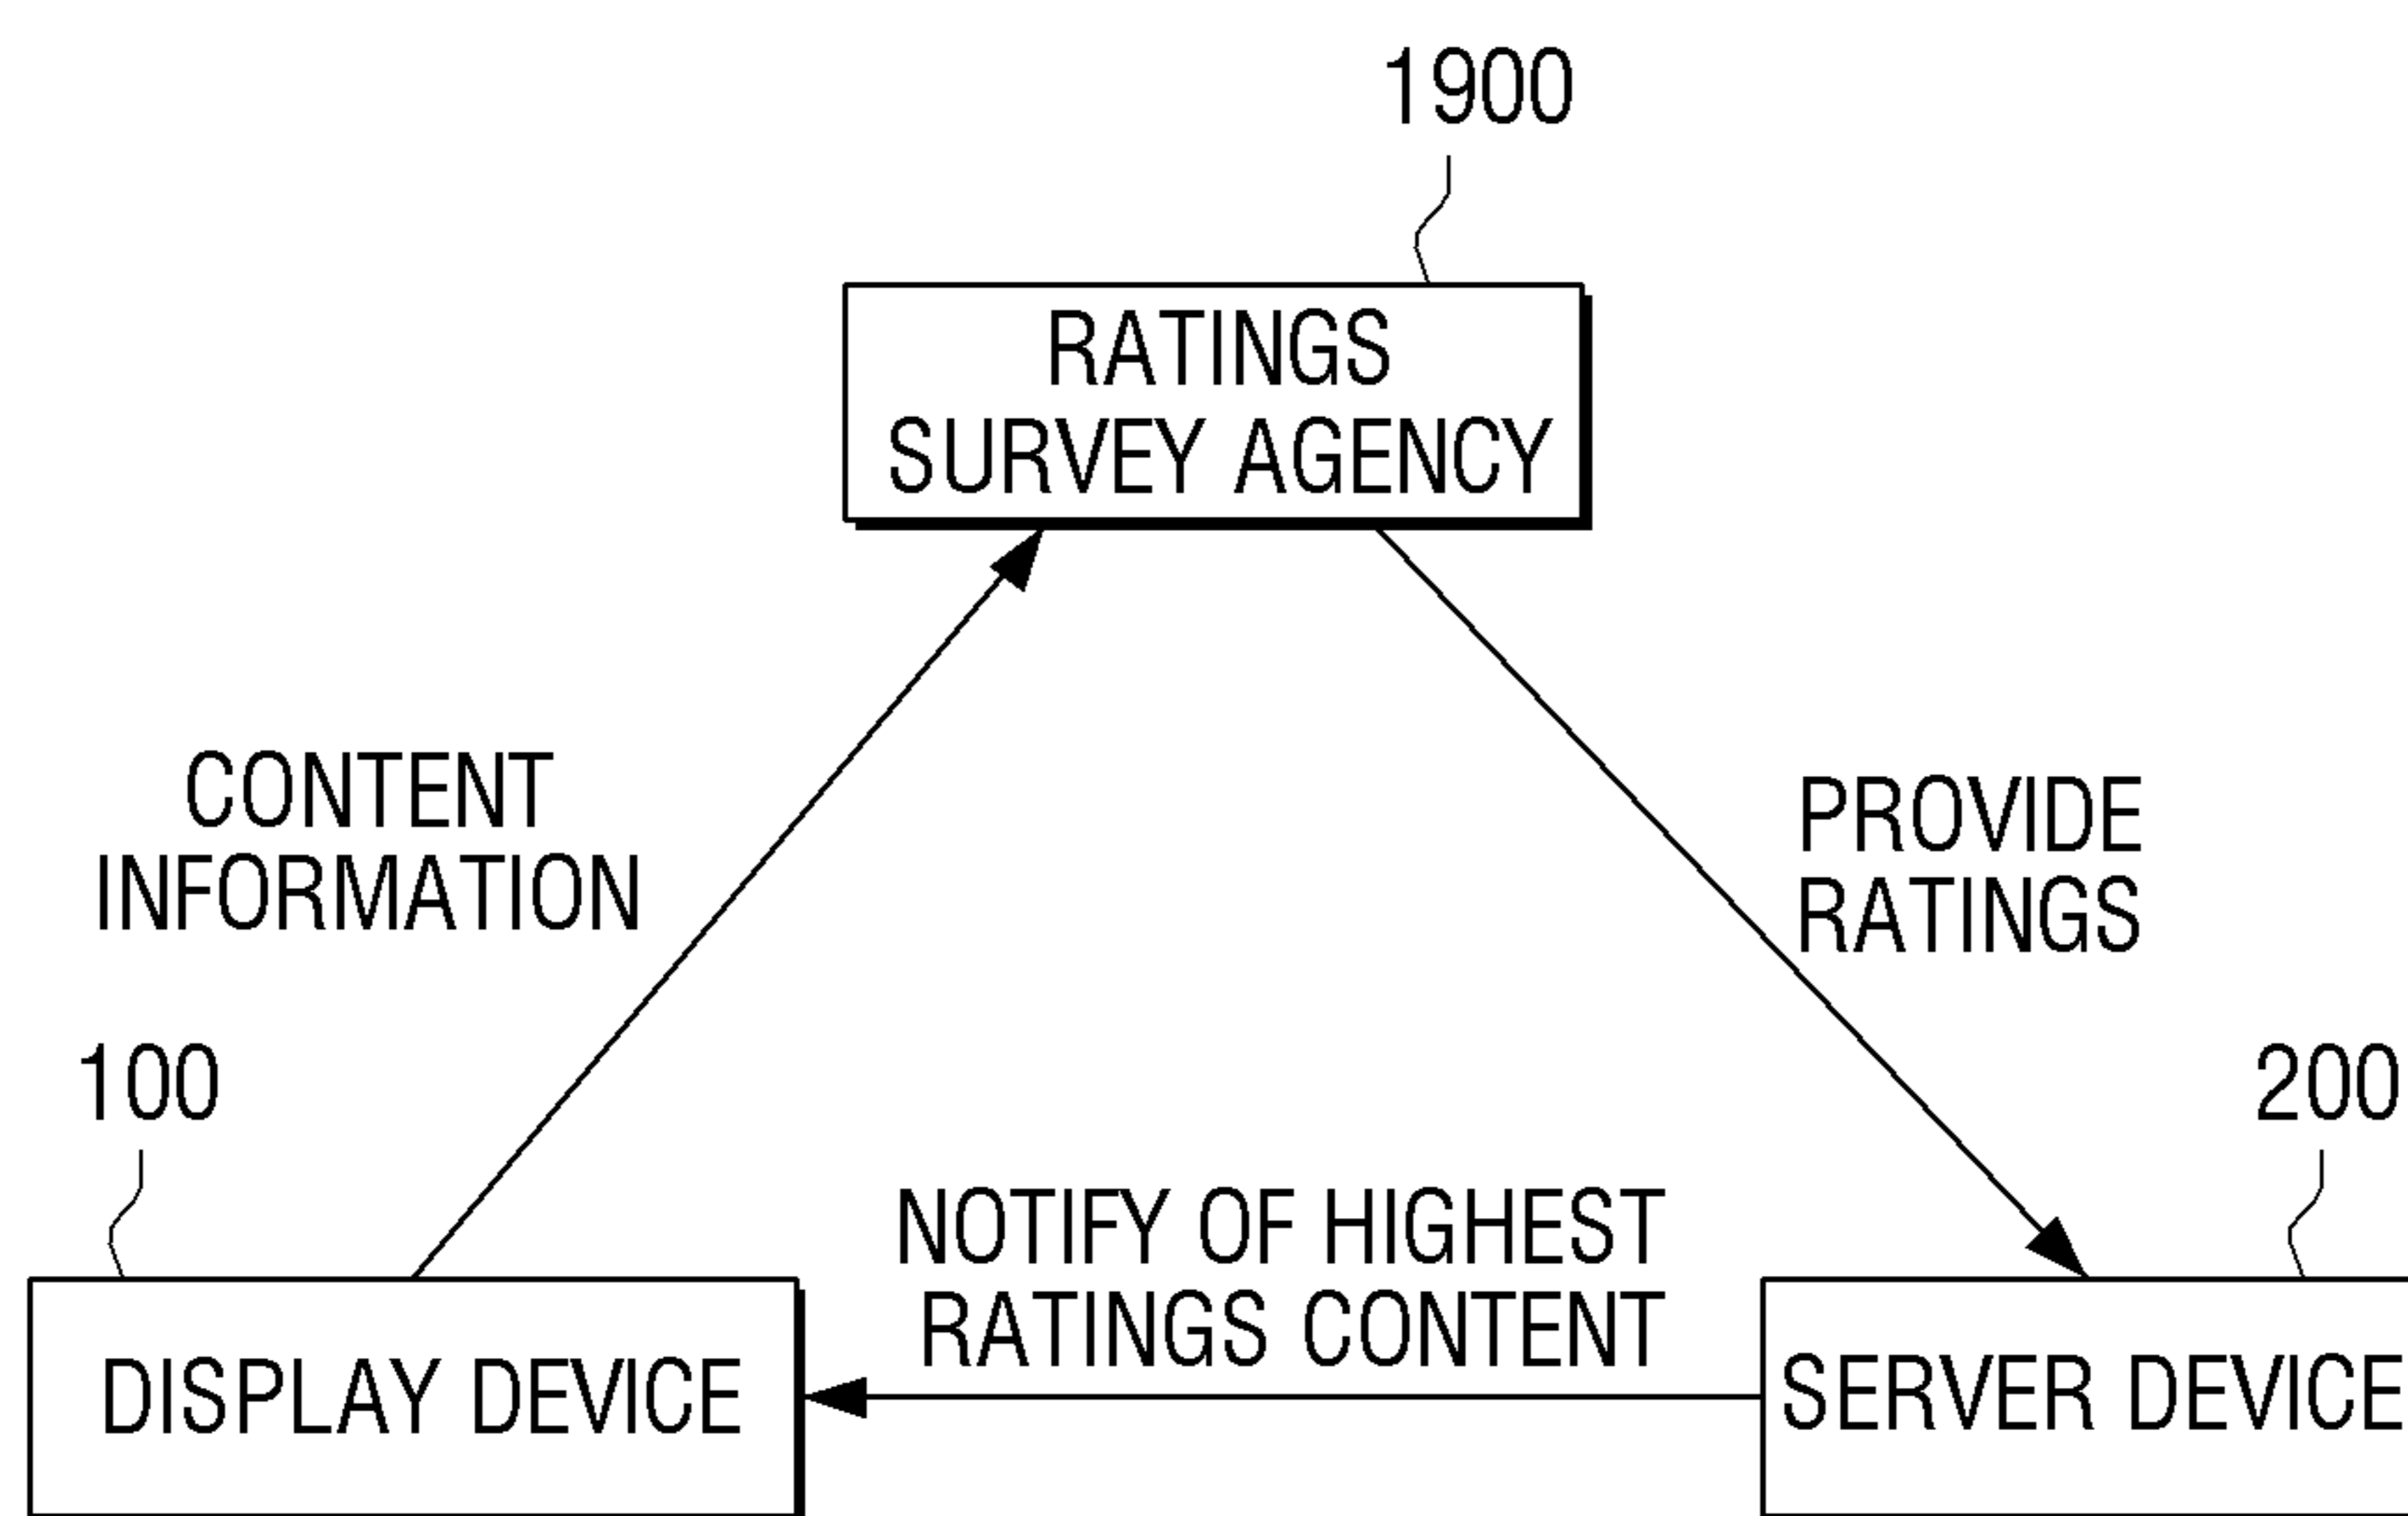 1900
RATINGS
SURVEY AGENCY
CONTENT
INFORMATION
PROVIDE
RATINGS
100
200
NOTIFY OF HIGHEST
RATINGS CONTENT
DISPLAY DEVICE
SERVER DEVICE